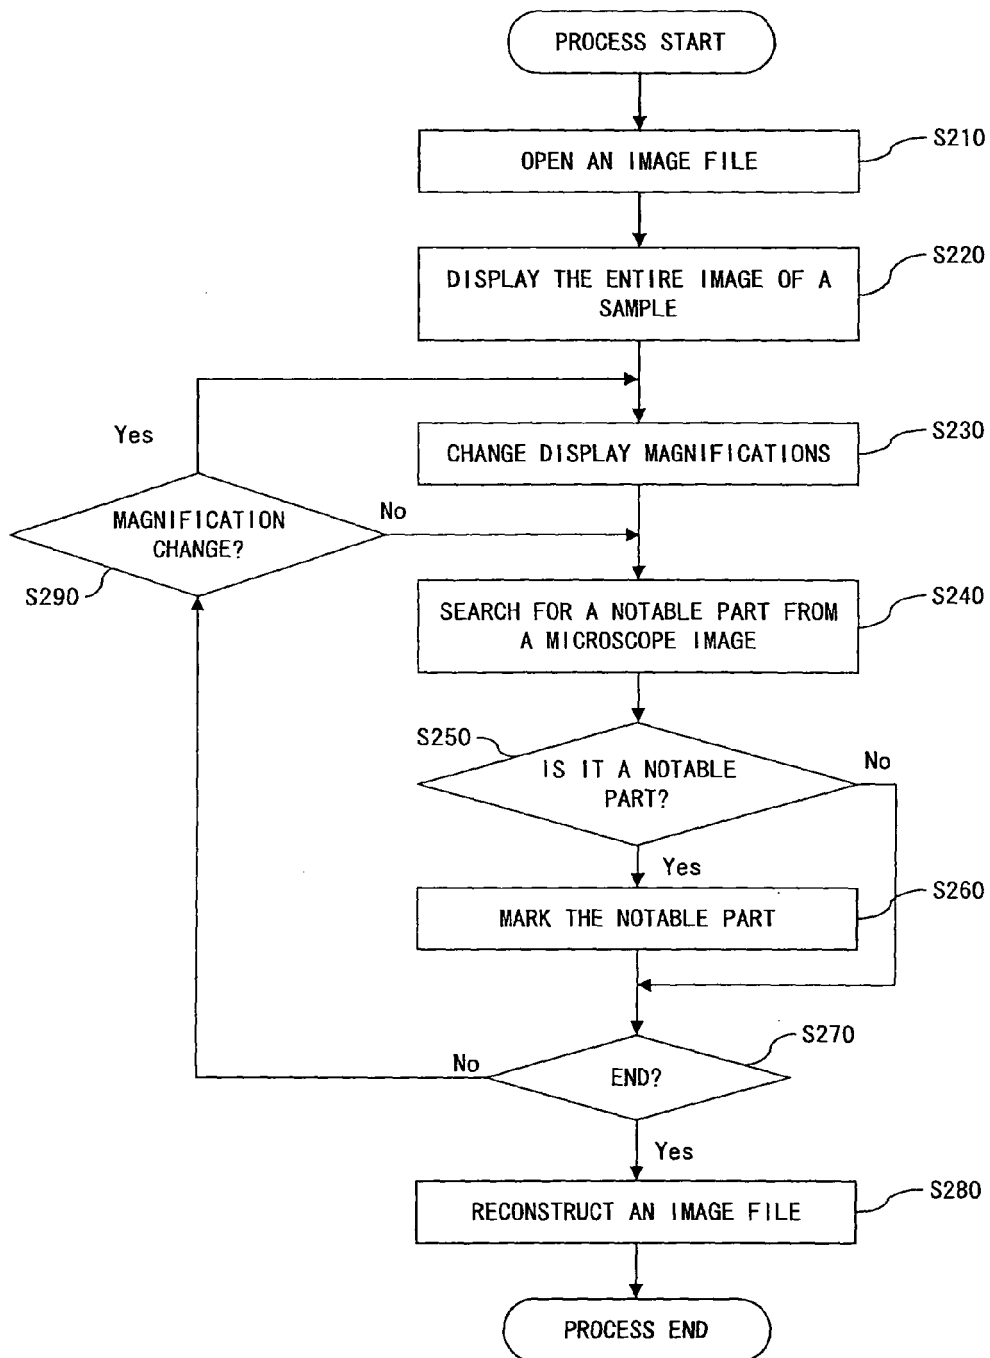 PROCESS START
OPEN AN IMAGE FILE
S210
DISPLAY THE ENTIRE IMAGE OF A
SAMPLE
S220
Yes
CHANGE DISPLAY MAGNIFICATIONS
S230
MAGNIFICATION
CHANGE?
No
S290
SEARCH FOR A NOTABLE PART FROM
A MICROSCOPE IMAGE
S240
S250
IS IT A NOTABLE
PART?
No
Yes
MARK THE NOTABLE PART
S260
S270
No
END?
Yes
RECONSTRUCT AN IMAGE FILE
S280
PROCESS END